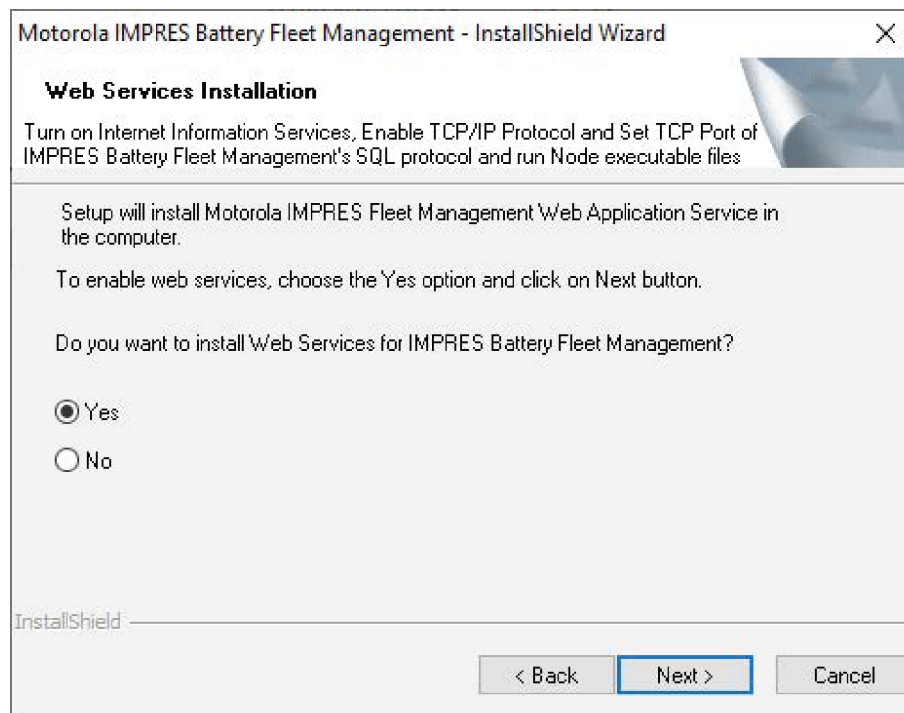 Motorola IMPRES Battery Fleet Management - InstallShield Wizard
Web Services Installation
Turn on Internet Information Services, Enable TCP/IP Protocol and Set TCP Port of
IMPRES Battery Fleet Management's SQL protocol and run Node executable files
Setup will install Motorola IMPRES Fleet Management Web Application Service in
the computer.
To enable web services, choose the Yes option and click on Next button.
Do you want to install Web Services for IMPRES Battery Fleet Management?
Yes
No
InstallShield
< Back Next > Cancel